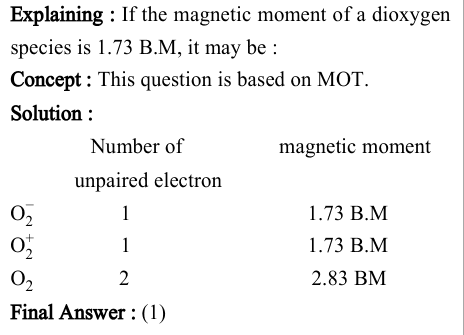 Explaining : If the magnetic moment of a dioxygen
species is 1.73 B.M, it may be :
Concept : This question is based on MOT.
Solution :
Number of magnetic moment
unpaired electron
O₂⁻ 1 1.73 B.M
O₂⁺ 1 1.73 B.M
O₂ 2 2.83 BM
Final Answer : (1)